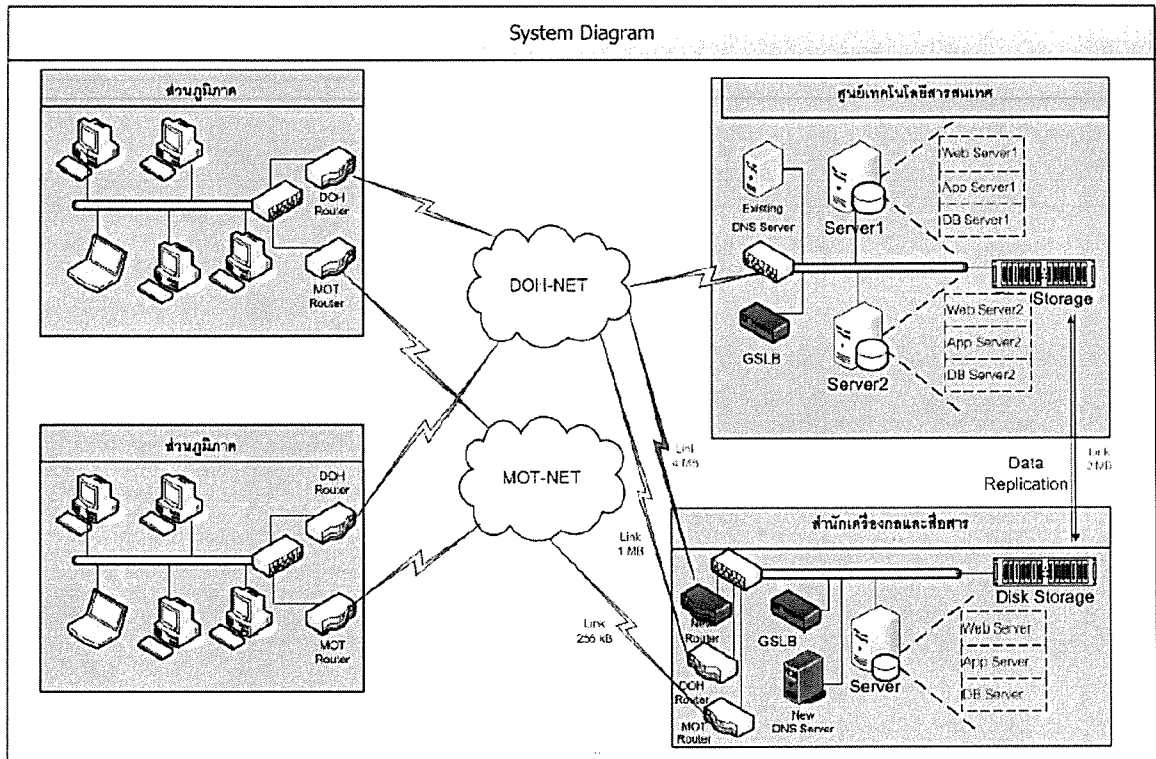 System Diagram
ส่วนภูมิภาค
DOH
Router
MOT
Router
ส่วนภูมิภาค
DOH
Router
MOT
Router
DOH-NET
MOT-NET
ศูนย์เทคโนโลยีสารสนเทศ
Existing
DNS Server
GSLB
Server1
Web Server1
App Server1
DB Server1
Storage
Server2
Web Server2
App Server2
DB Server2
Link
4 MB
Link
1 MB
Link
256 kB
Data
Replication
Link
2 MB
สำนักเครื่องกลและสื่อสาร
New
Router
DOH
Router
MOT
Router
GSLB
New
DNS Server
Server
Disk Storage
Web Server
App Server
DB Server